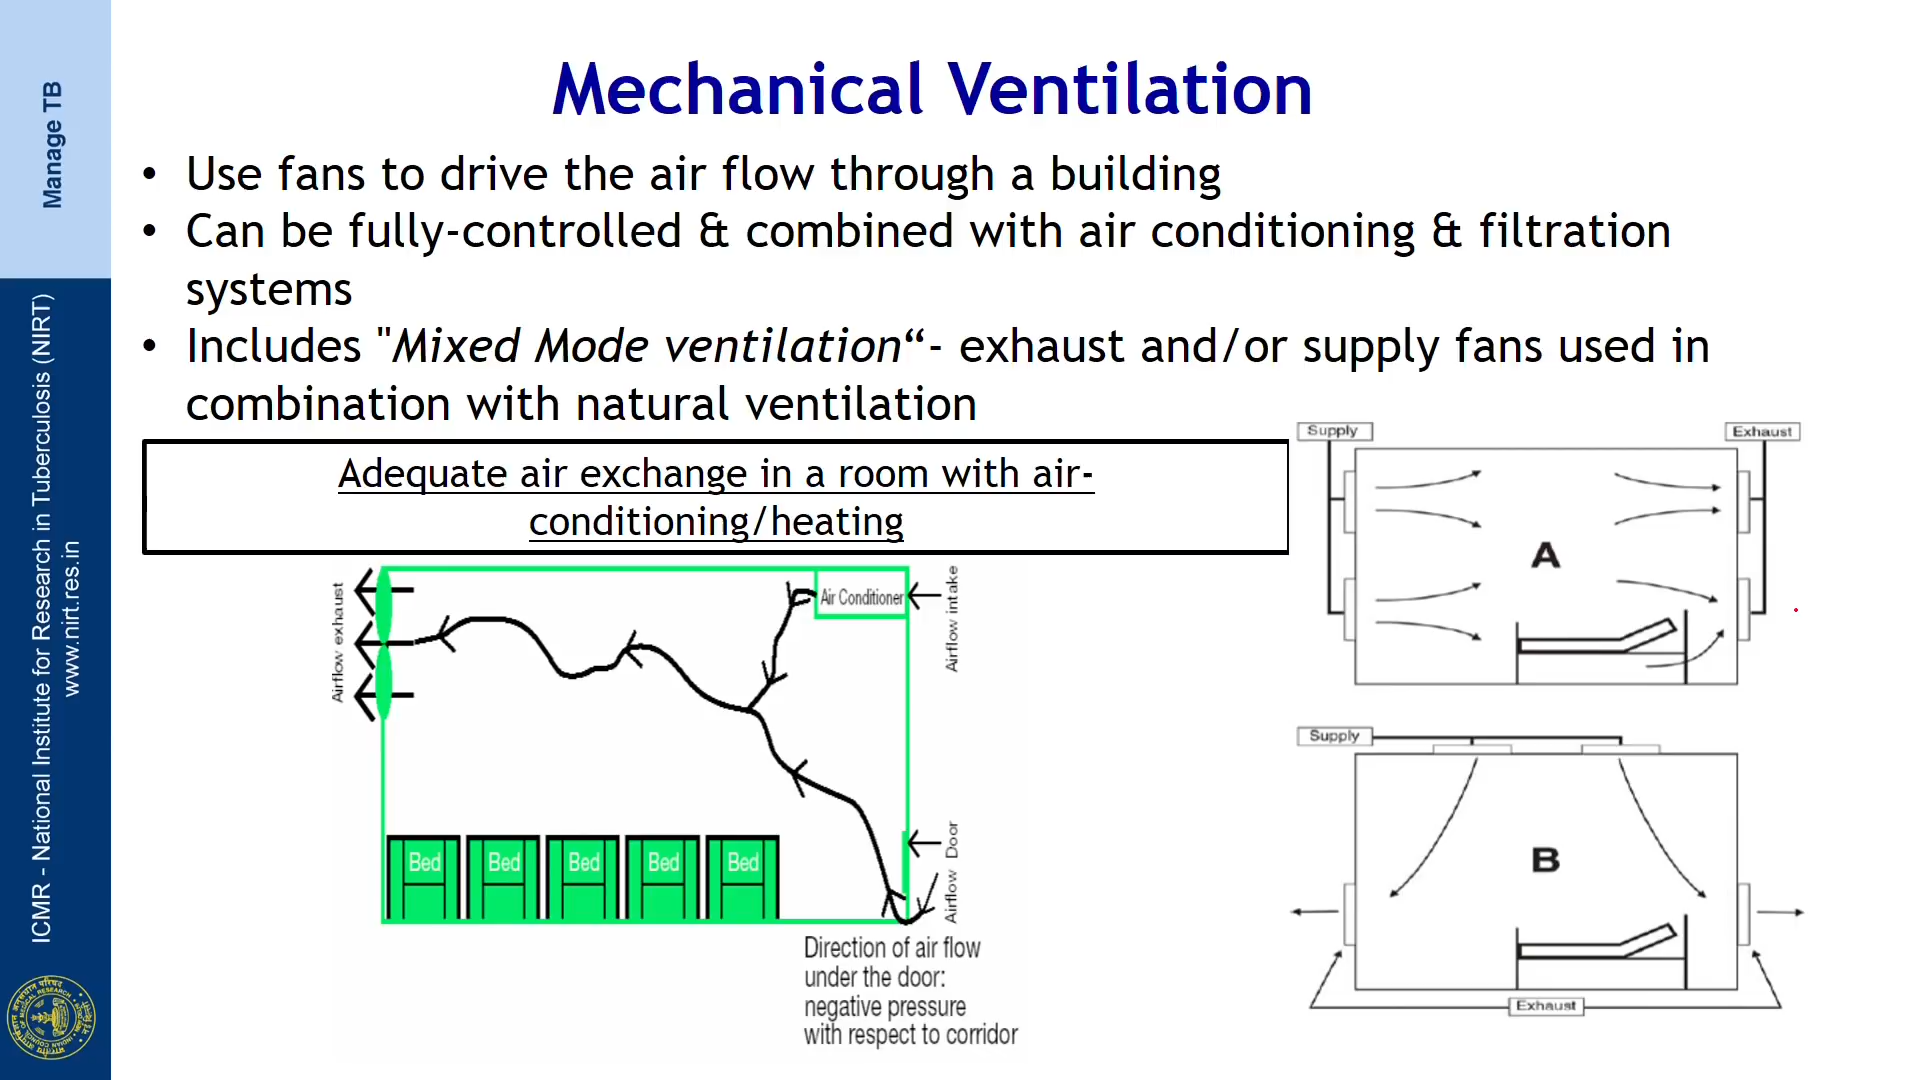 Manage TB
ICMR - National Institute for Research in Tuberculosis (NIRT)
www.nirt.res.in
Mechanical Ventilation
• Use fans to drive the air flow through a building
• Can be fully-controlled & combined with air conditioning & filtration
systems
• Includes "Mixed Mode ventilation“- exhaust and/or supply fans used in
combination with natural ventilation
Adequate air exchange in a room with air-
conditioning/heating
Airflow exhaust
Air Conditioner
Airflow intake
Bed
Bed
Bed
Bed
Bed
Airflow Door
Direction of air flow
under the door:
negative pressure
with respect to corridor
Supply
Exhaust
A
Supply
B
Exhaust